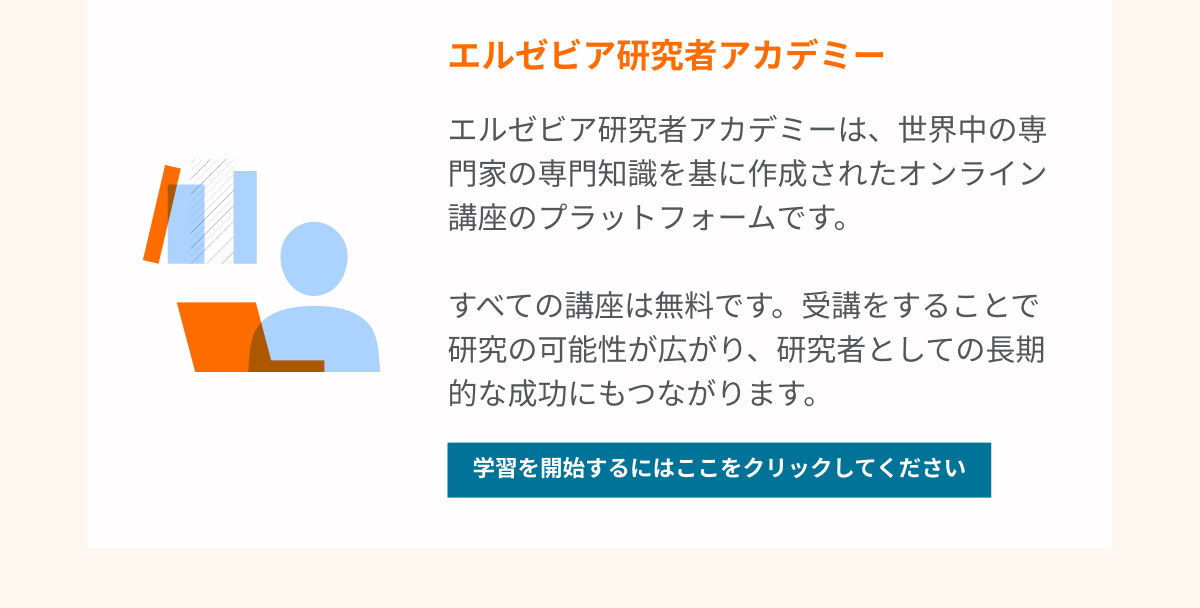 エルゼビア研究者アカデミー
エルゼビア研究者アカデミーは、世界中の専
門家の専門知識を基に作成されたオンライン
講座のプラットフォームです。
すべての講座は無料です。受講をすることで
研究の可能性が広がり、研究者としての長期
的な成功にもつながります。
学習を開始するにはここをクリックしてください